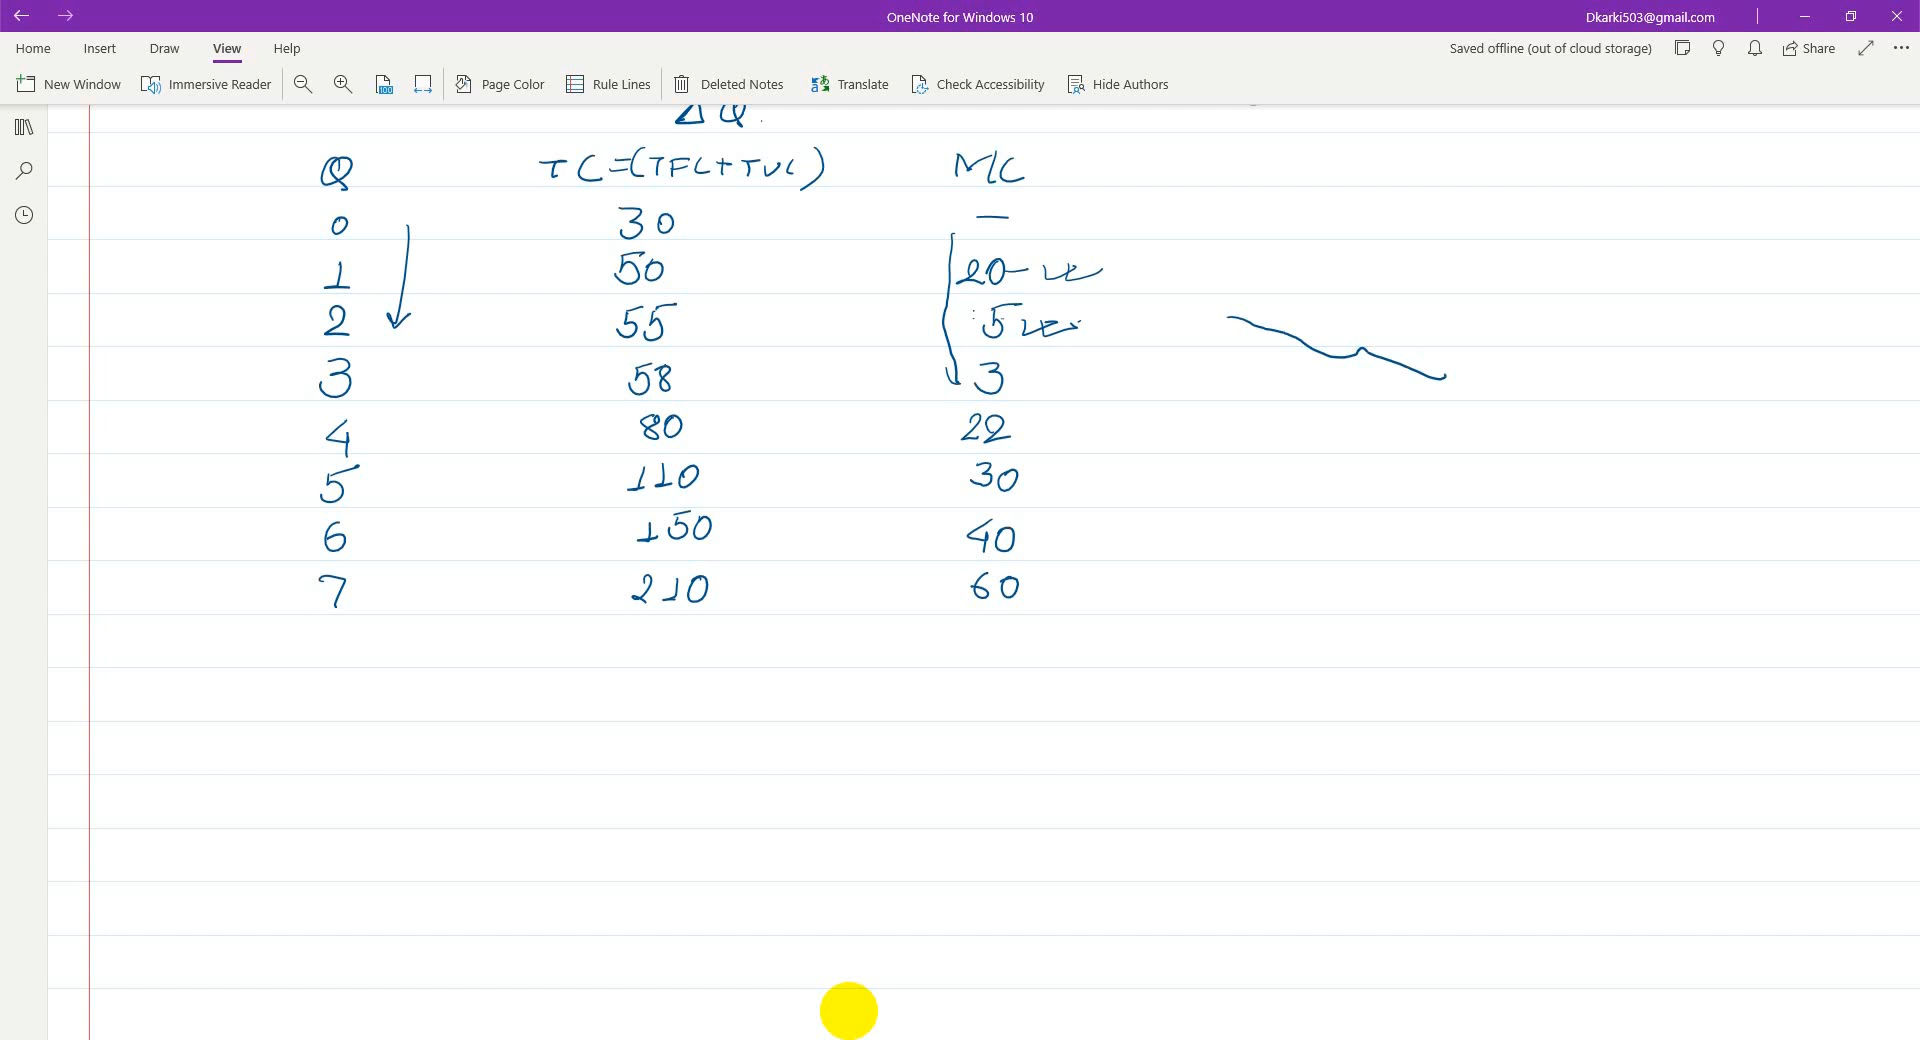 OneNote for Windows 10
Dkarki503@gmail.com
Home Insert Draw View Help
Saved offline (out of cloud storage) Share
New Window Immersive Reader Page Color Rule Lines Deleted Notes Translate Check Accessibility Hide Authors
ΔQ
Q TC=(TFC+TVC) MC
0 30 —
1 50 20
2 55 5
3 58 3
4 80 22
5 110 30
6 150 40
7 210 60